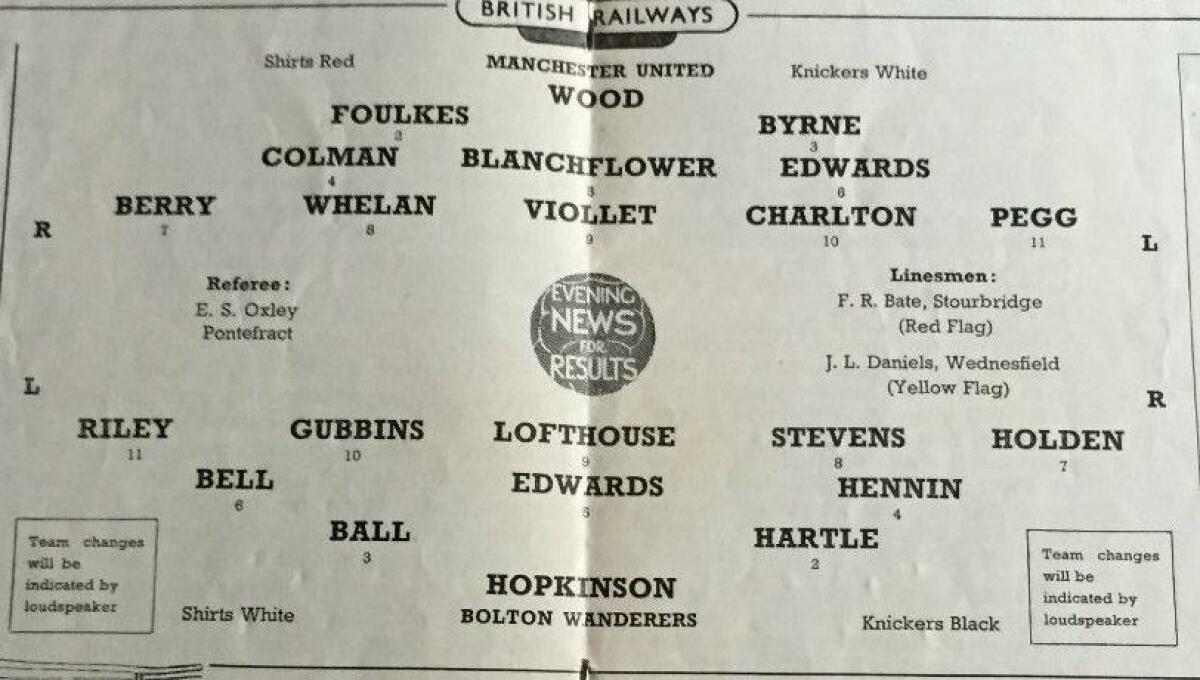 BRITISH RAILWAYS
Shirts Red MANCHESTER UNITED Knickers White
WOOD
FOULKES BYRNE
2 3
COLMAN BLANCHFLOWER EDWARDS
4 5 6
BERRY WHELAN VIOLLET CHARLTON PEGG
7 8 9 10 11
R L
Referee:
E. S. Oxley
Pontefract
EVENING
NEWS
FOR
RESULTS
Linesmen:
F. R. Bate, Stourbridge
(Red Flag)
J. L. Daniels, Wednesfield
(Yellow Flag)
L R
RILEY GUBBINS LOFTHOUSE STEVENS HOLDEN
11 10 9 8 7
BELL EDWARDS HENNIN
6 5 4
BALL HARTLE
3 2
HOPKINSON
Shirts White BOLTON WANDERERS Knickers Black
Team changes
will be
indicated by
loudspeaker
Team changes
will be
indicated by
loudspeaker